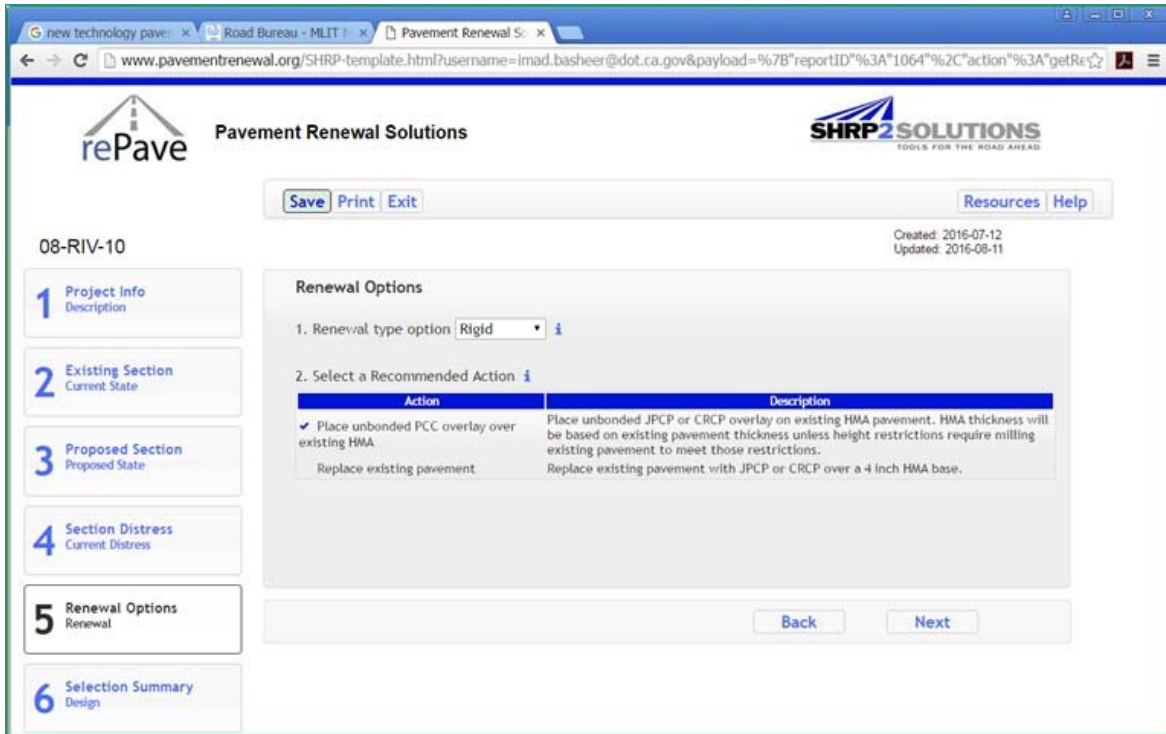 new technology pave
Road Bureau - MLIT
Pavement Renewal So
www.pavementrenewal.org/SHRP-template.html?username=imad.basheer@dot.ca.gov&payload=%7B"reportID"%3A"1064"%2C"action"%3A"getRe
rePave
Pavement Renewal Solutions
SHRP2 SOLUTIONS
TOOLS FOR THE ROAD AHEAD
Save Print Exit
Resources Help
08-RIV-10
Created: 2016-07-12
Updated: 2016-08-11
1 Project Info
Description
2 Existing Section
Current State
3 Proposed Section
Proposed State
4 Section Distress
Current Distress
5 Renewal Options
Renewal
6 Selection Summary
Design
Renewal Options
1. Renewal type option Rigid i
2. Select a Recommended Action i
Action Description
✔ Place unbonded PCC overlay over
existing HMA
Place unbonded JPCP or CRCP overlay on existing HMA pavement. HMA thickness will
be based on existing pavement thickness unless height restrictions require milling
existing pavement to meet those restrictions.
Replace existing pavement
Replace existing pavement with JPCP or CRCP over a 4 inch HMA base.
Back Next